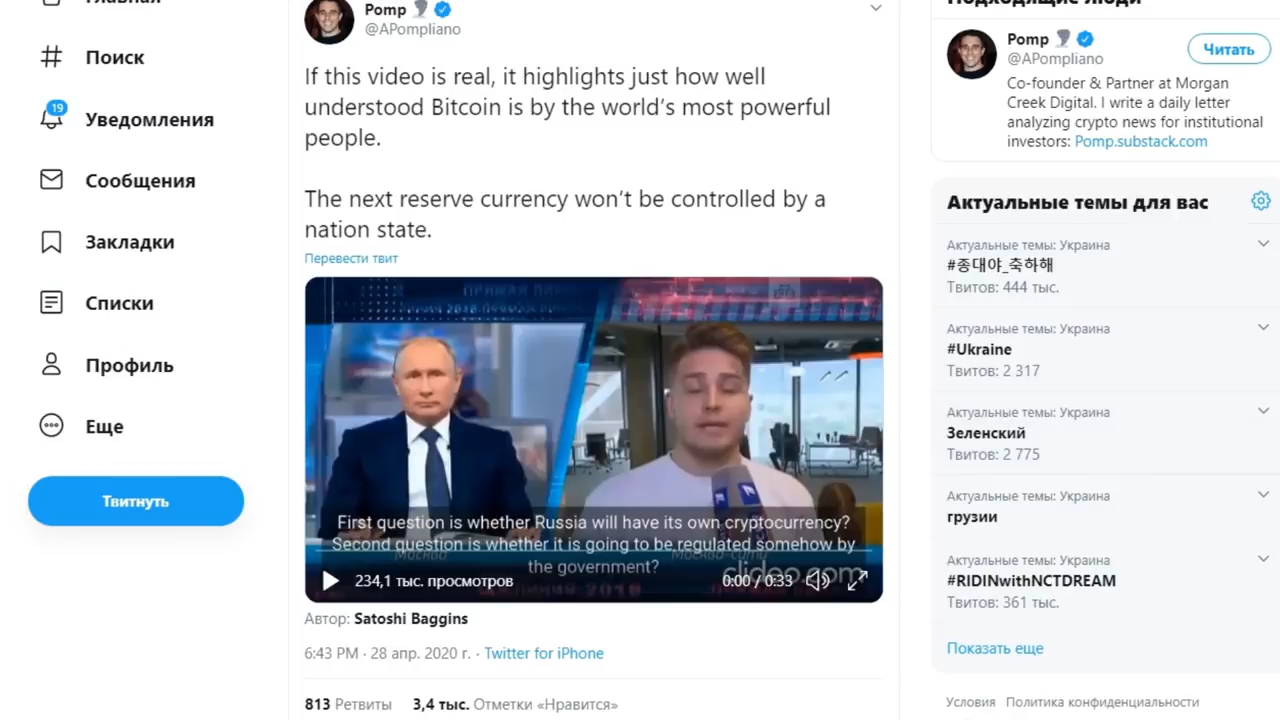 Главная
Поиск
19
Уведомления
Сообщения
Закладки
Списки
Профиль
Еще
Твитнуть
Pomp
@APompliano
If this video is real, it highlights just how well
understood Bitcoin is by the world’s most powerful
people.
The next reserve currency won’t be controlled by a
nation state.
Перевести твит
First question is whether Russia will have its own cryptocurrency?
Second question is whether it is going to be regulated somehow by
the government?
clideo.com
234,1 тыс. просмотров
0:00 / 0:33
Автор: Satoshi Baggins
6:43 PM · 28 апр. 2020 г. · Twitter for iPhone
813 Ретвиты 3,4 тыс. Отметки «Нравится»
Подходящие люди
Pomp
@APompliano
Читать
Co-founder & Partner at Morgan
Creek Digital. I write a daily letter
analyzing crypto news for institutional
investors: Pomp.substack.com
Актуальные темы для вас
Актуальные темы: Украина
#종대야_축하해
Твитов: 444 тыс.
Актуальные темы: Украина
#Ukraine
Твитов: 2 317
Актуальные темы: Украина
Зеленский
Твитов: 2 775
Актуальные темы: Украина
грузии
Актуальные темы: Украина
#RIDINwithNCTDREAM
Твитов: 361 тыс.
Показать еще
Условия Политика конфиденциальности